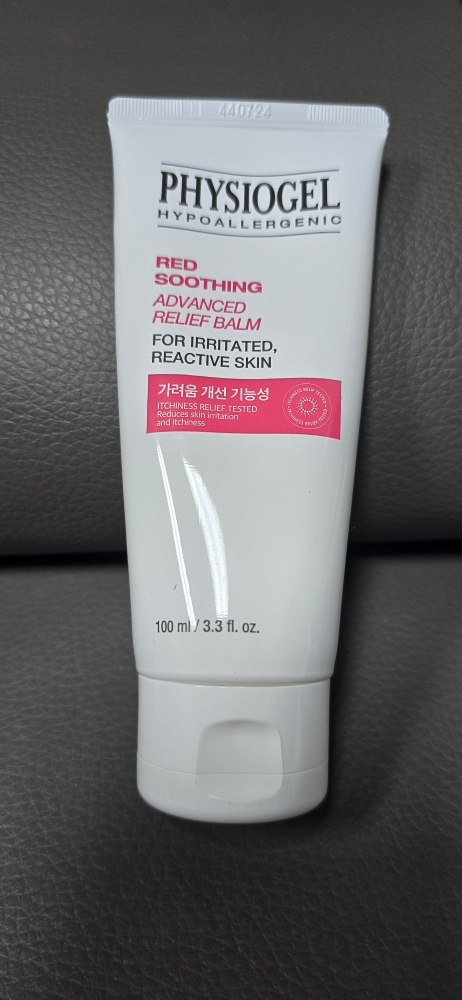 440724
PHYSIOGEL
HYPOALLERGENIC
RED
SOOTHING
ADVANCED
RELIEF BALM
FOR IRRITATED,
REACTIVE SKIN
가려움 개선 기능성
ITCHINESS RELIEF TESTED
Reduces skin irritation
and itchiness
100 ml / 3.3 fl. oz.